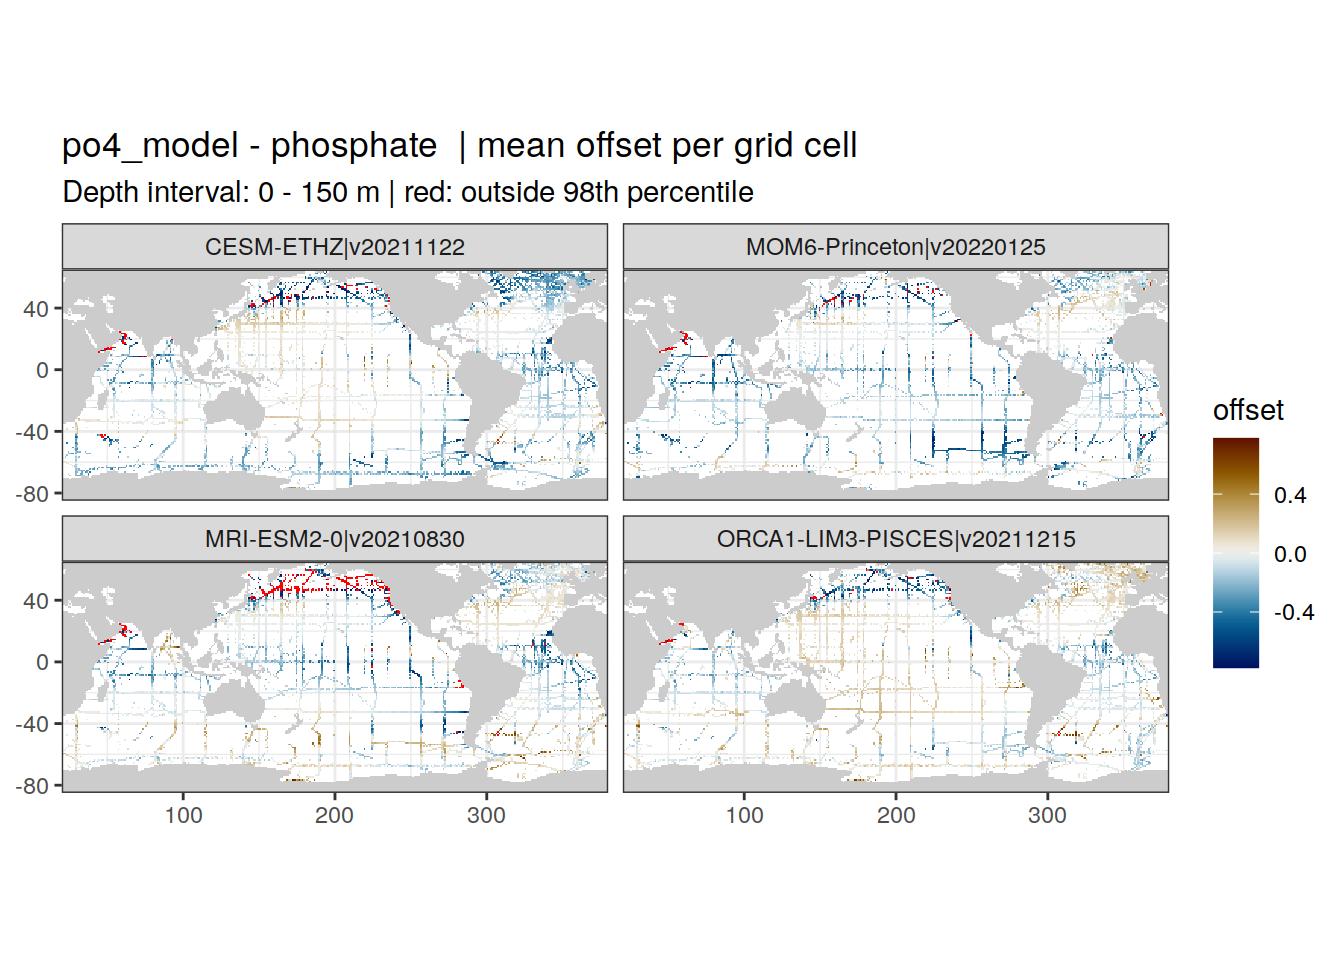 po4_model - phosphate  | mean offset per grid cell
Depth interval: 0 - 150 m | red: outside 98th percentile
CESM-ETHZ|v20211122
MOM6-Princeton|v20220125
40
0
-40
-80
MRI-ESM2-0|v20210830
ORCA1-LIM3-PISCES|v20211215
40
0
-40
-80
100
200
300
100
200
300
offset
0.4
0.0
-0.4